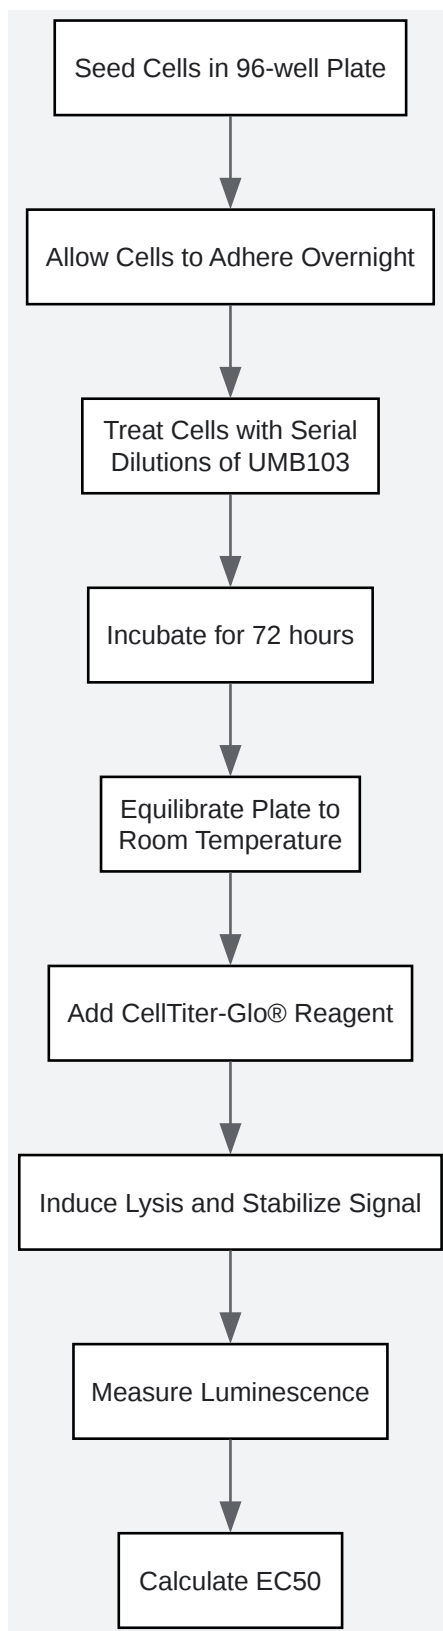 Seed Cells in 96-well Plate
Allow Cells to Adhere Overnight
Treat Cells with Serial
Dilutions of UMB103
Incubate for 72 hours
Equilibrate Plate to
Room Temperature
Add CellTiter-Glo® Reagent
Induce Lysis and Stabilize Signal
Measure Luminescence
Calculate EC50